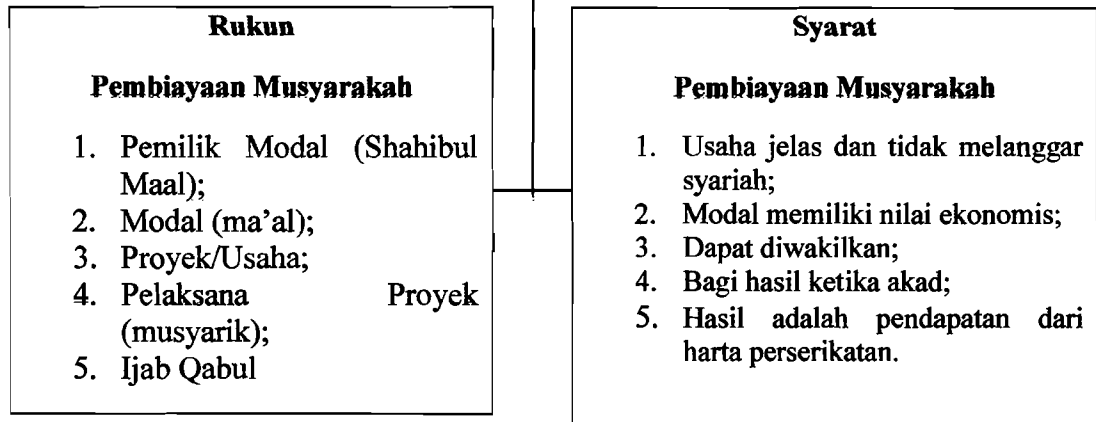 Rukun
Pembiayaan Musyarakah
1. Pemilik Modal (Shahibul
Maal);
2. Modal (ma'al);
3. Proyek/Usaha;
4. Pelaksana Proyek
(musyarik);
5. Ijab Qabul
Syarat
Pembiayaan Musyarakah
1. Usaha jelas dan tidak melanggar
syariah;
2. Modal memiliki nilai ekonomis;
3. Dapat diwakilkan;
4. Bagi hasil ketika akad;
5. Hasil adalah pendapatan dari
harta perserikatan.